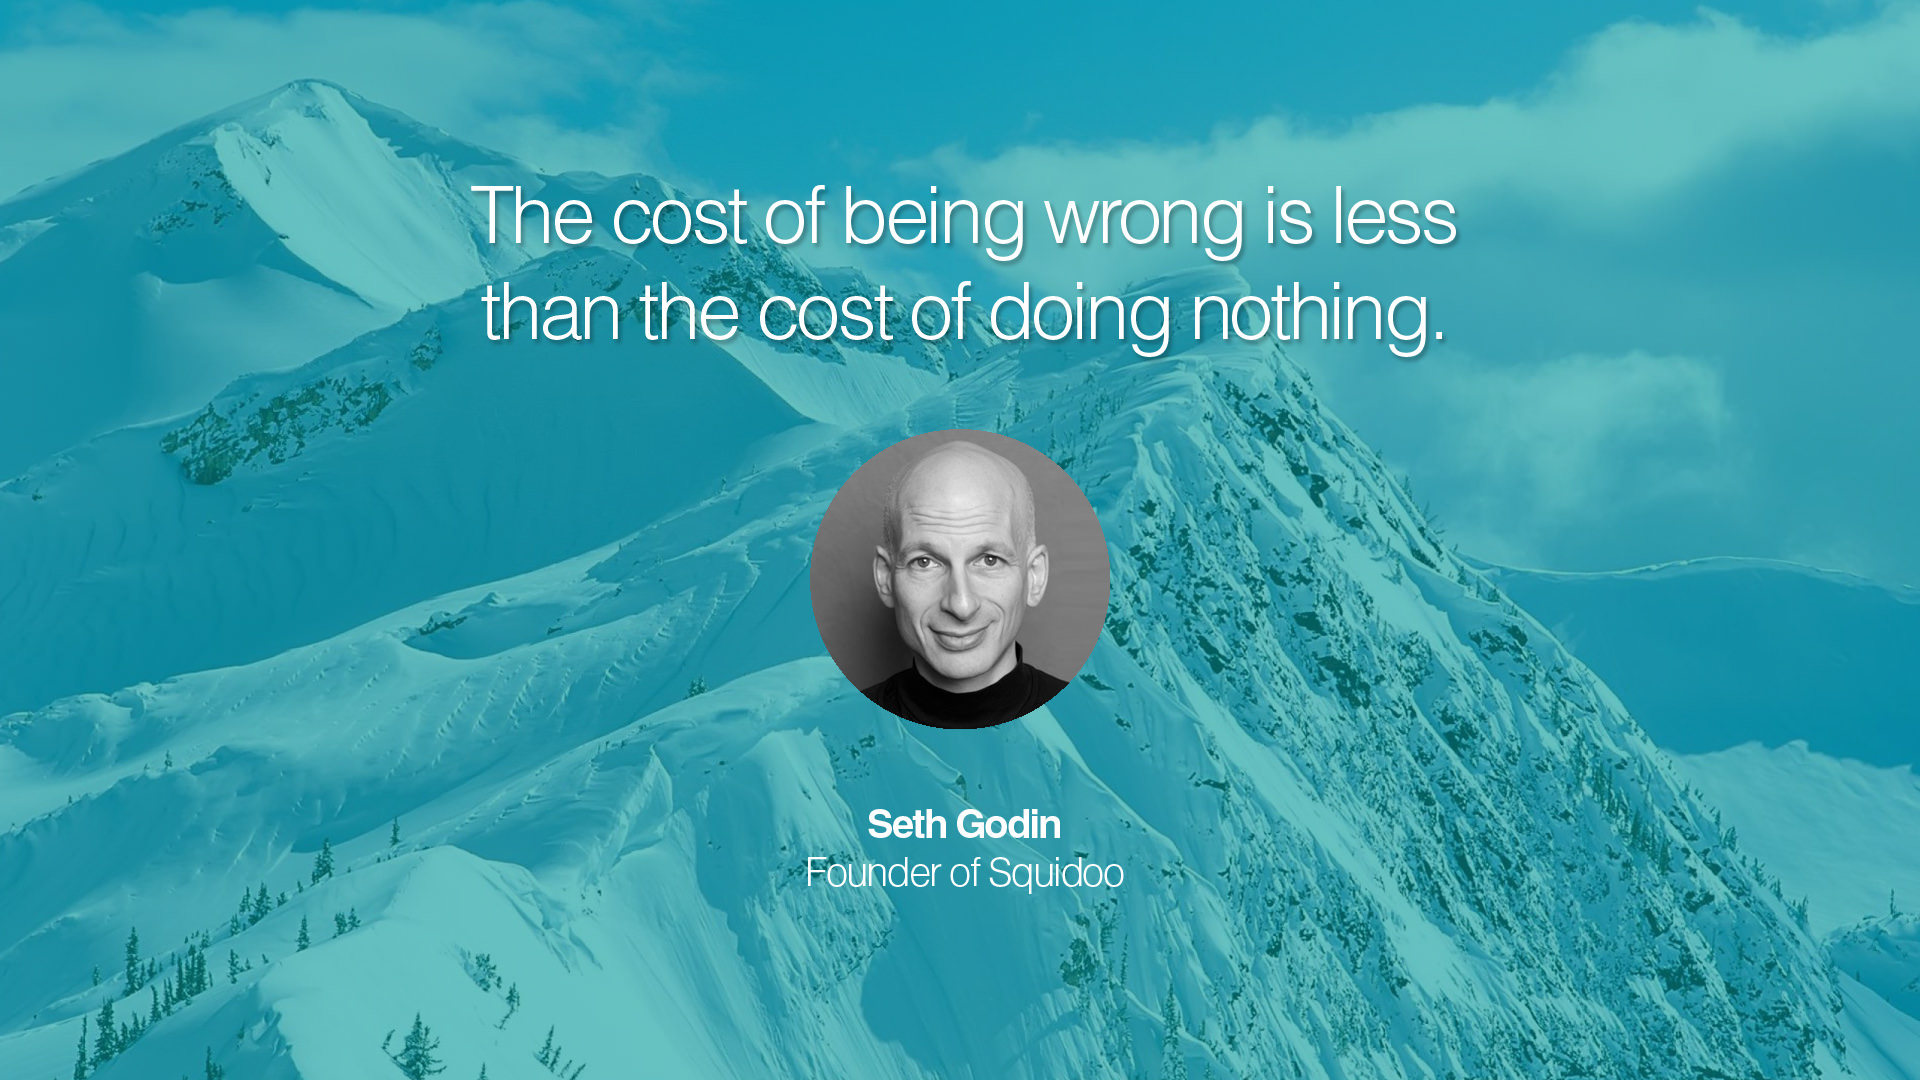 The cost of being wrong is less
than the cost of doing nothing.
Seth Godin
Founder of Squidoo